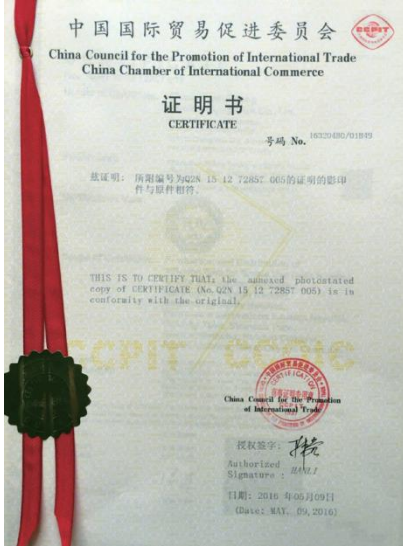 中国国际贸易促进委员会
CCPIT
China Council for the Promotion of International Trade
China Chamber of International Commerce
证明书
CERTIFICATE
号码 No.
兹证明: 所附编号为Q2N 15 12 72857 005的证明的影印
件与原件相符.
THIS IS TO CERTIFY THAT: the annexed photostated
copy of CERTIFICATE (No.Q2N 15 12 72857 005) is in
conformity with the original.
CCPIT / CCOIC
China Council for the Promotion
of International Trade
授权签字:
Authorized
Signature :
日期: 2016 年05月09日
(Date: MAY. 09,2016)